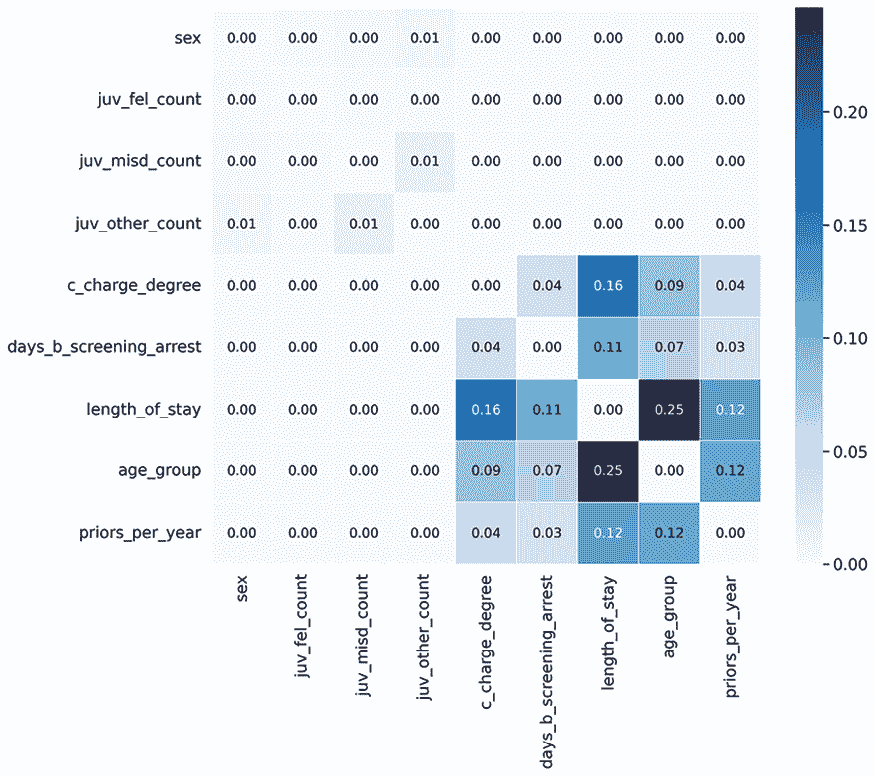 sex 0.00 0.00 0.00 0.01 0.00 0.00 0.00 0.00 0.00
juv_fel_count 0.00 0.00 0.00 0.00 0.00 0.00 0.00 0.00 0.00
juv_misd_count 0.00 0.00 0.00 0.01 0.00 0.00 0.00 0.00 0.00
juv_other_count 0.01 0.00 0.01 0.00 0.00 0.00 0.00 0.00 0.00
c_charge_degree 0.00 0.00 0.00 0.00 0.00 0.04 0.16 0.09 0.04
days_b_screening_arrest 0.00 0.00 0.00 0.00 0.04 0.00 0.11 0.07 0.03
length_of_stay 0.00 0.00 0.00 0.00 0.16 0.11 0.00 0.25 0.12
age_group 0.00 0.00 0.00 0.00 0.09 0.07 0.25 0.00 0.12
priors_per_year 0.00 0.00 0.00 0.00 0.04 0.03 0.12 0.12 0.00
sex
juv_fel_count
juv_misd_count
juv_other_count
c_charge_degree
days_b_screening_arrest
length_of_stay
age_group
priors_per_year
0.20
0.15
0.10
0.05
0.00